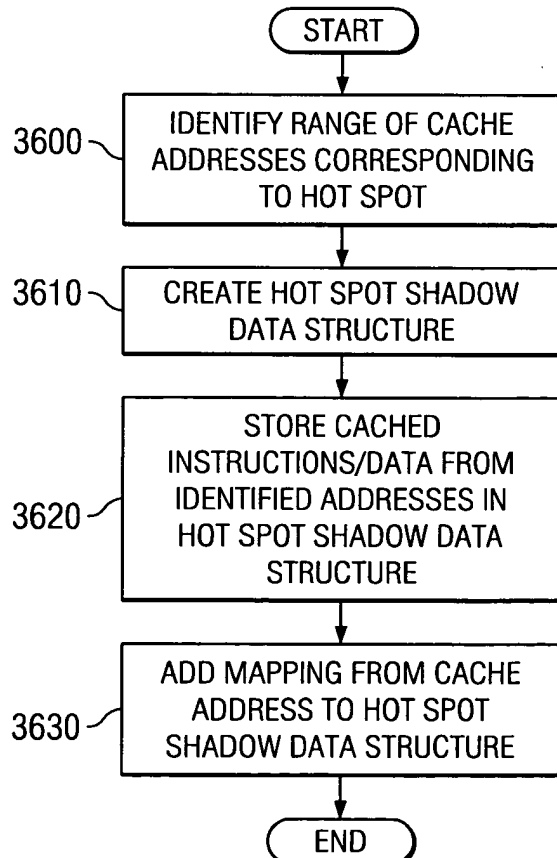 START
3600
IDENTIFY RANGE OF CACHE
ADDRESSES CORRESPONDING
TO HOT SPOT
3610
CREATE HOT SPOT SHADOW
DATA STRUCTURE
3620
STORE CACHED
INSTRUCTIONS/DATA FROM
IDENTIFIED ADDRESSES IN
HOT SPOT SHADOW DATA
STRUCTURE
3630
ADD MAPPING FROM CACHE
ADDRESS TO HOT SPOT
SHADOW DATA STRUCTURE
END